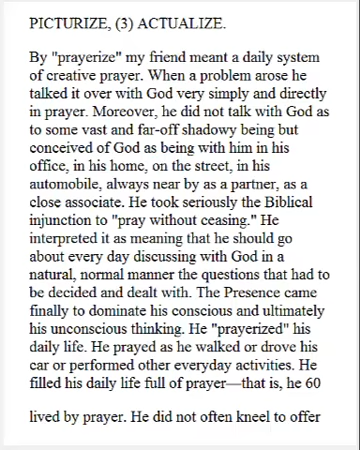 PICTURIZE, (3) ACTUALIZE.
By "prayerize" my friend meant a daily system
of creative prayer. When a problem arose he
talked it over with God very simply and directly
in prayer. Moreover, he did not talk with God as
to some vast and far-off shadowy being but
conceived of God as being with him in his
office, in his home, on the street, in his
automobile, always near by as a partner, as a
close associate. He took seriously the Biblical
injunction to "pray without ceasing." He
interpreted it as meaning that he should go
about every day discussing with God in a
natural, normal manner the questions that had to
be decided and dealt with. The Presence came
finally to dominate his conscious and ultimately
his unconscious thinking. He "prayerized" his
daily life. He prayed as he walked or drove his
car or performed other everyday activities. He
filled his daily life full of prayer—that is, he 60
lived by prayer. He did not often kneel to offer